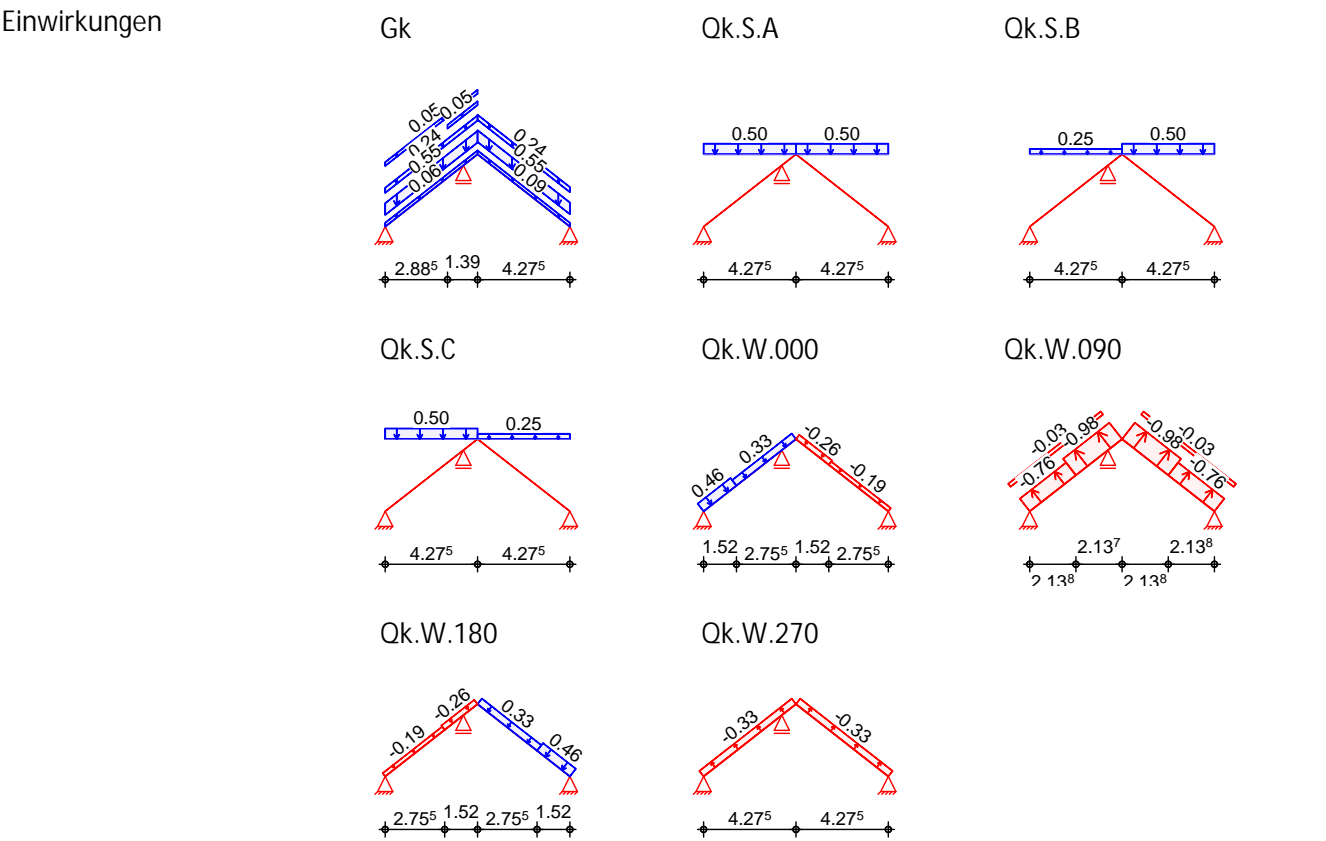 Einwirkungen
Gk
Qk.S.A
Qk.S.B
0.05
0.05
0.24
0.55
0.06
0.24
0.55
0.09
2.88⁵ 1.39 4.27⁵
0.50 0.50
4.27⁵ 4.27⁵
0.25 0.50
4.27⁵ 4.27⁵
Qk.S.C
Qk.W.000
Qk.W.090
0.50 0.25
4.27⁵ 4.27⁵
0.46 0.33 -0.26 -0.19
1.52 2.75⁵ 1.52 2.75⁵
-0.03 -0.98 -0.98 -0.03
-0.76 -0.76
2.13⁷ 2.13⁸
2.13⁸ 2.13⁸
Qk.W.180
Qk.W.270
-0.19 -0.26 0.33 0.46
2.75⁵ 1.52 2.75⁵ 1.52
-0.33 -0.33
4.27⁵ 4.27⁵